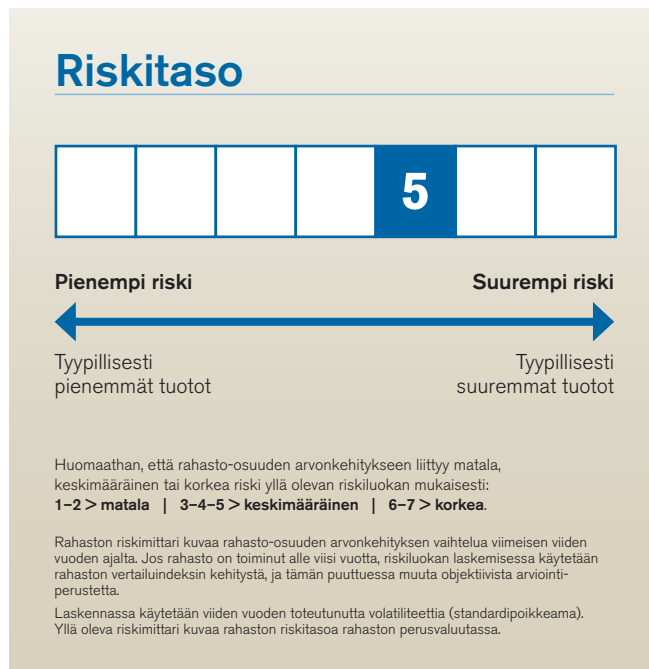 Riskitaso
5
Pienempi riski Suurempi riski
Tyypillisesti Tyypillisesti
pienemmät tuotot suuremmat tuotot
Huomaathan, että rahasto-osuuden arvonkehitykseen liittyy matala,
keskimääräinen tai korkea riski yllä olevan riskiluokan mukaisesti:
1–2 > matala | 3–4–5 > keskimääräinen | 6–7 > korkea.
Rahaston riskimittari kuvaa rahasto-osuuden arvonkehityksen vaihtelua viimeisen viiden
vuoden ajalta. Jos rahasto on toiminut alle viisi vuotta, riskiluokan laskemisessa käytetään
rahaston vertailuindeksin kehitystä, ja tämän puuttuessa muuta objektiivista arviointi-
perustetta.
Laskennassa käytetään viiden vuoden toteutunutta volatiliteettia (standardipoikkeama).
Yllä oleva riskimittari kuvaa rahaston riskitasoa rahaston perusvaluutassa.